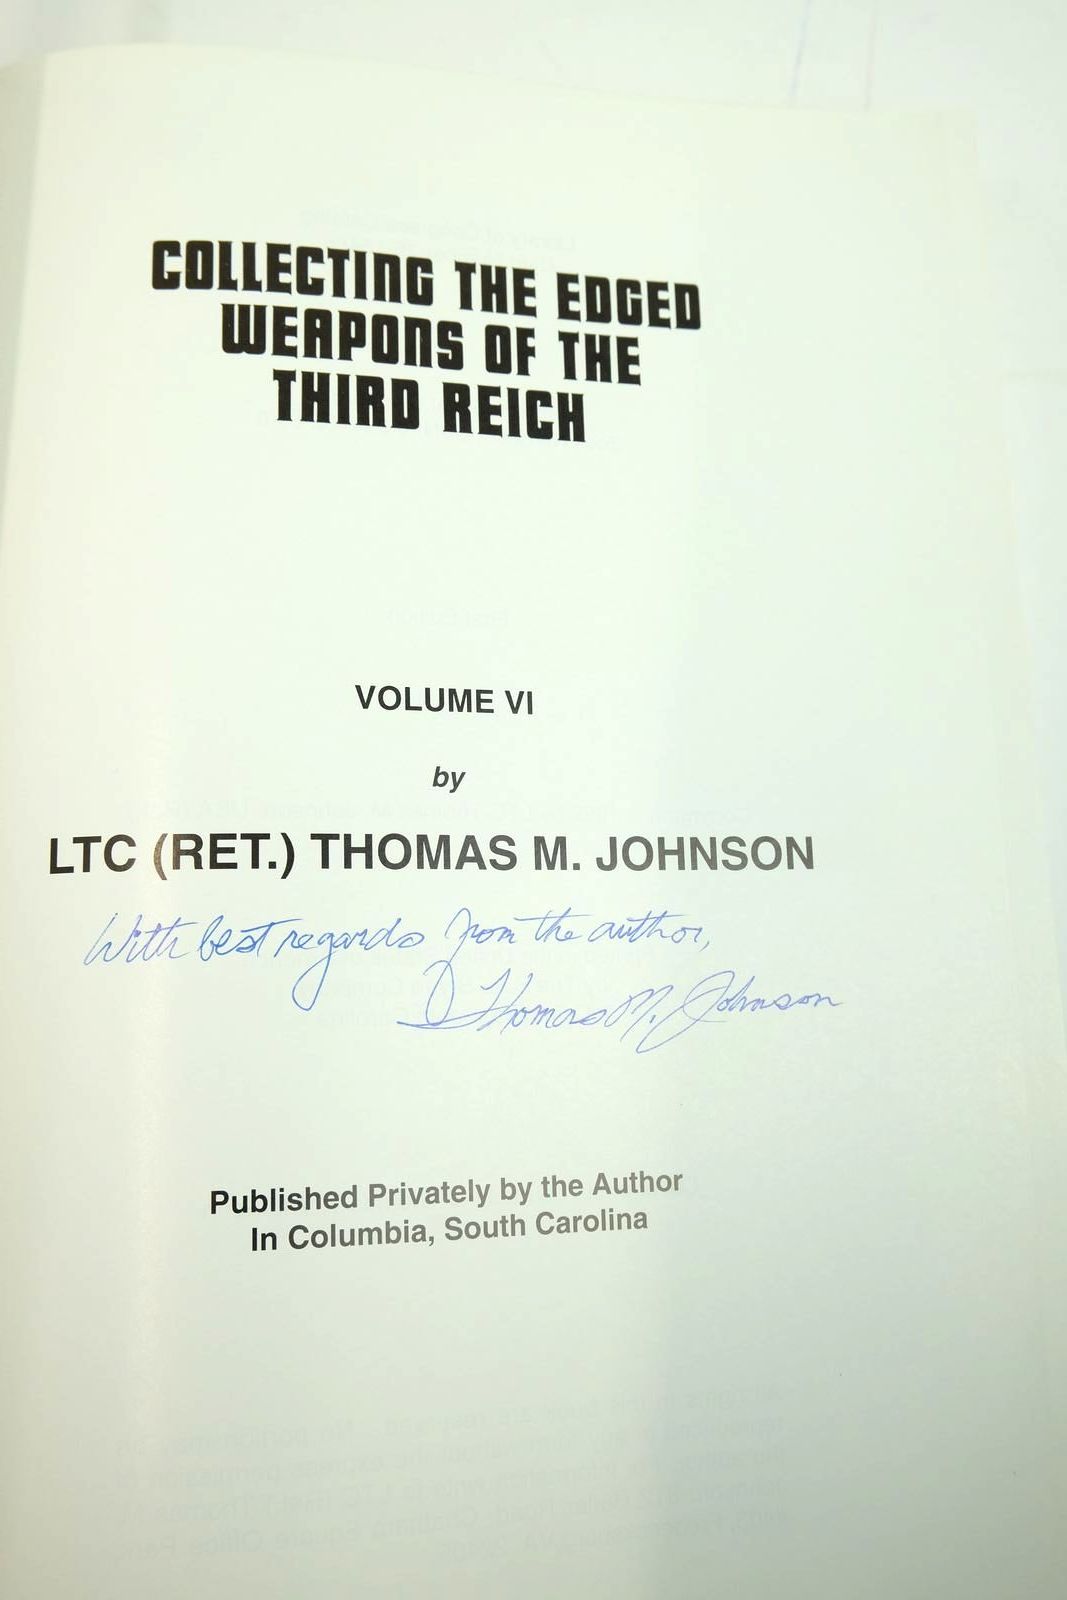 COLLECTING THE EDGED
WEAPONS OF THE
THIRD REICH
VOLUME VI
by
LTC (RET.) THOMAS M. JOHNSON
With best regards from the author,
Thomas M. Johnson
Published Privately by the Author
In Columbia, South Carolina